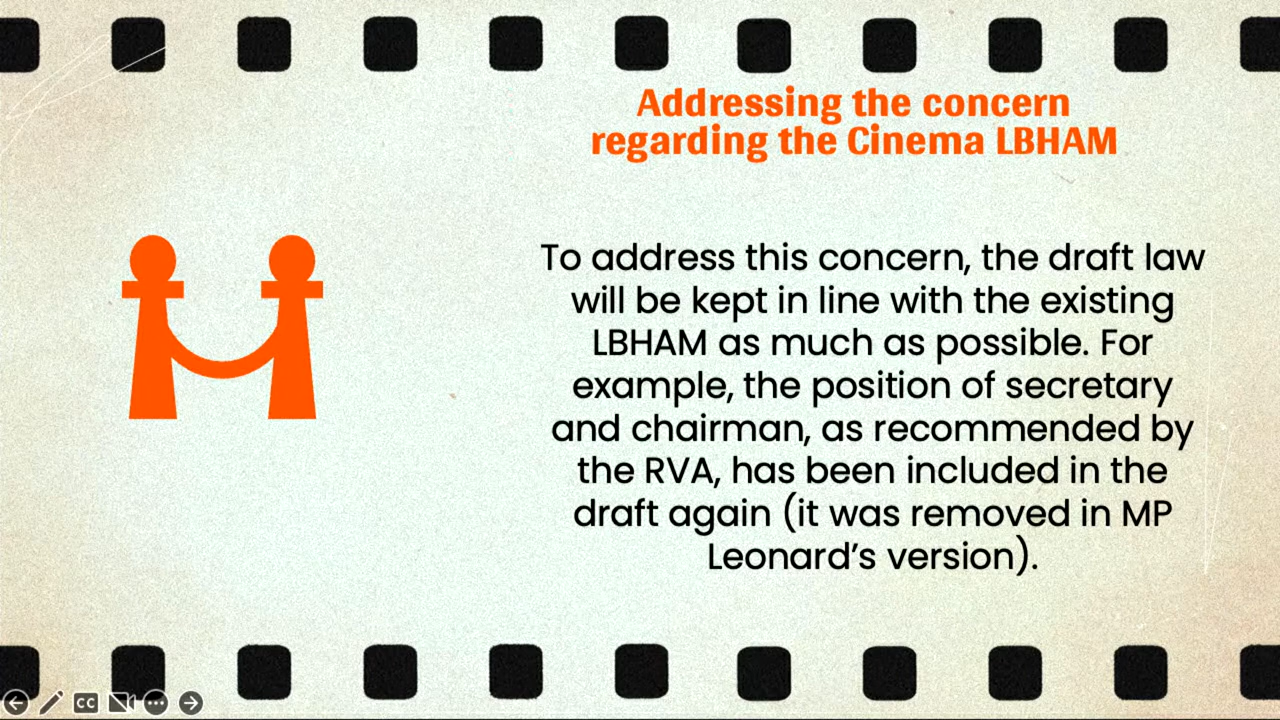 Addressing the concern
regarding the Cinema LBHAM
To address this concern, the draft law
will be kept in line with the existing
LBHAM as much as possible. For
example, the position of secretary
and chairman, as recommended by
the RVA, has been included in the
draft again (it was removed in MP
Leonard’s version).
CC